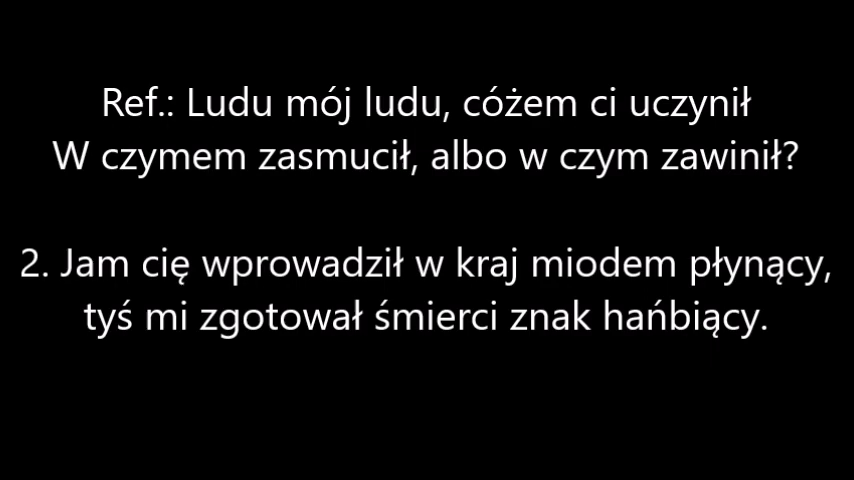 Ref.: Ludu mój ludu, cóżem ci uczynił
W czymem zasmucił, albo w czym zawinił?
2. Jam cię wprowadził w kraj miodem płynący,
tyś mi zgotował śmierci znak hańbiący.